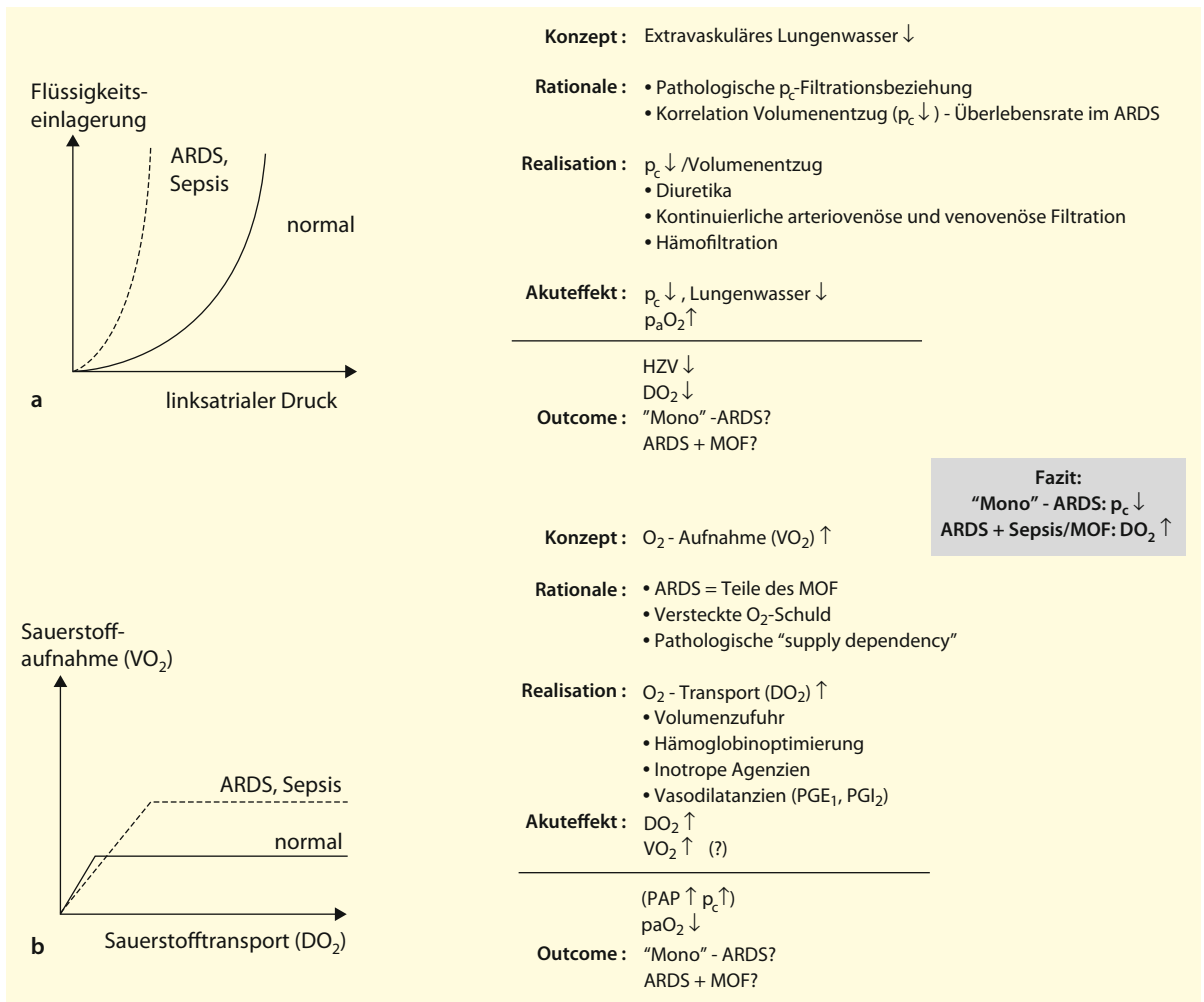 Flüssigkeits-
einlagerung
ARDS,
Sepsis
normal
linksatrialer Druck
a
Konzept : Extravaskuläres Lungenwasser ↓
Rationale : • Pathologische pc-Filtrationsbeziehung
• Korrelation Volumenentzug (pc ↓ ) - Überlebensrate im ARDS
Realisation : pc ↓ /Volumenentzug
• Diuretika
• Kontinuierliche arteriovenöse und venovenöse Filtration
• Hämofiltration
Akuteffekt : pc ↓ , Lungenwasser ↓
paO2 ↑
HZV ↓
DO2 ↓
Outcome : "Mono" -ARDS?
ARDS + MOF?
Fazit:
"Mono" - ARDS: pc ↓
ARDS + Sepsis/MOF: DO2 ↑
Sauerstoff-
aufnahme (VO2)
ARDS, Sepsis
normal
Sauerstofftransport (DO2)
b
Konzept : O2 - Aufnahme (VO2) ↑
Rationale : • ARDS = Teile des MOF
• Versteckte O2-Schuld
• Pathologische "supply dependency"
Realisation : O2 - Transport (DO2) ↑
• Volumenzufuhr
• Hämoglobinoptimierung
• Inotrope Agenzien
• Vasodilatanzien (PGE1, PGI2)
Akuteffekt : DO2 ↑
VO2 ↑ (?)
(PAP ↑ pc ↑)
paO2 ↓
Outcome : "Mono" - ARDS?
ARDS + MOF?